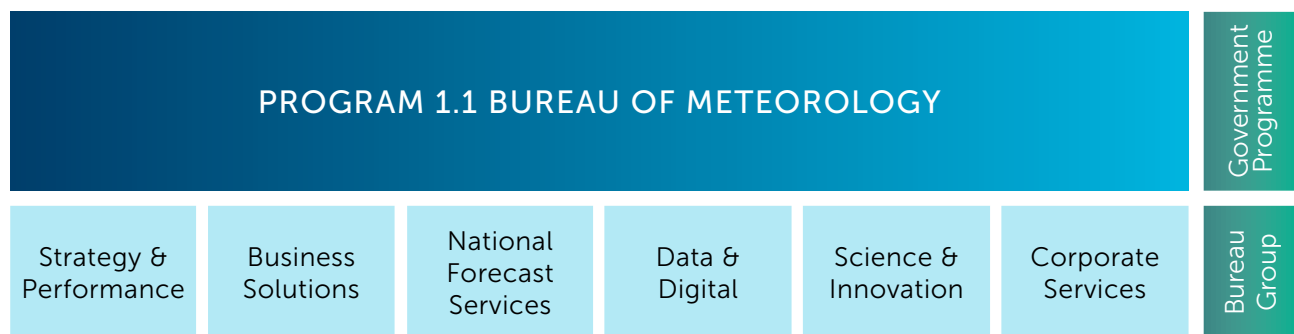 PROGRAM 1.1 BUREAU OF METEOROLOGY
Government
Programme
Strategy &
Performance
Business
Solutions
National
Forecast
Services
Data &
Digital
Science &
Innovation
Corporate
Services
Bureau
Group